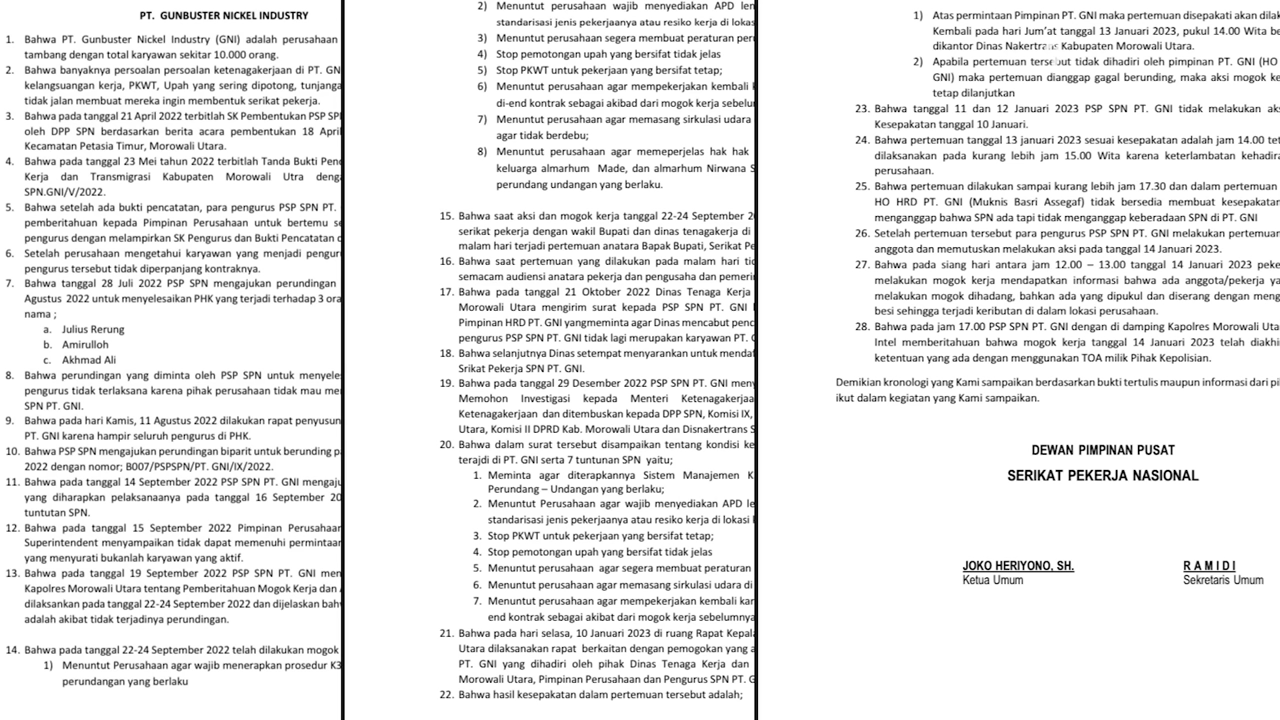 PT. GUNBUSTER NICKEL INDUSTRY
1. Bahwa PT. Gunbuster Nickel Industry (GNI) adalah perusahaan
tambang dengan total karyawan sekitar 10.000 orang.
2. Bahwa banyaknya persoalan persoalan ketenagakerjaan di PT. GN
kelangsungan kerja, PKWT, Upah yang sering dipotong, tunjanga
tidak jalan membuat mereka ingin membentuk serikat pekerja.
3. Bahwa pada tanggal 21 April 2022 terbitlah SK Pembentukan PSP SP
oleh DPP SPN berdasarkan berita acara pembentukan 18 April
Kecamatan Petasia Timur, Morowali Utara.
4. Bahwa pada tanggal 23 Mei tahun 2022 terbitlah Tanda Bukti Penc
Kerja dan Transmigrasi Kabupaten Morowali Utra denga
SPN.GNI/V/2022.
5. Bahwa setelah ada bukti pencatatan, para pengurus PSP SPN PT.
pemberitahuan kepada Pimpinan Perusahaan untuk bertemu se
pengurus dengan melampirkan SK Pengurus dan Bukti Pencatatan d
6. Setelah perusahaan mengetahui karyawan yang menjadi pengur
pengurus tersebut tidak diperpanjang kontraknya.
7. Bahwa tanggal 28 Juli 2022 PSP SPN mengajukan perundingan
Agustus 2022 untuk menyelesaikan PHK yang terjadi terhadap 3 ora
nama ;
a. Julius Rerung
b. Amirulloh
c. Akhmad Ali
8. Bahwa perundingan yang diminta oleh PSP SPN untuk menyeles
pengurus tidak terlaksana karena pihak perusahaan tidak mau me
SPN PT. GNI.
9. Bahwa pada hari Kamis, 11 Agustus 2022 dilakukan rapat penyusun
PT. GNI karena hampir seluruh pengurus di PHK.
10. Bahwa PSP SPN mengajukan perundingan biparit untuk berunding p
2022 dengan nomor; B007/PSPSPN/PT. GNI/IX/2022.
11. Bahwa pada tanggal 14 September 2022 PSP SPN PT. GNI mengaju
yang diharapkan pelaksanaanya pada tanggal 16 September 20
tuntutan SPN.
12. Bahwa pada tanggal 15 September 2022 Pimpinan Perusahaan
Superintendent menyampaikan tidak dapat memenuhi permintaan
yang menyurati bukanlah karyawan yang aktif.
13. Bahwa pada tanggal 19 September 2022 PSP SPN PT. GNI men
Kapolres Morowali Utara tentang Pemberitahuan Mogok Kerja dan
dilaksankan pada tanggal 22-24 September 2022 dan dijelaskan bahw
adalah akibat tidak terjadinya perundingan.
14. Bahwa pada tanggal 22-24 September 2022 telah dilakukan mogok
1) Menuntut Perusahaan agar wajib menerapkan prosedur K3
perundangan yang berlaku
2) Menuntut perusahaan wajib menyediakan APD len
standarisasi jenis pekerjaanya atau resiko kerja di lokas
3) Menuntut perusahaan segera membuat peraturan per
4) Stop pemotongan upah yang bersifat tidak jelas
5) Stop PKWT untuk pekerjaan yang bersifat tetap;
6) Menuntut perusahaan agar mempekerjakan kembali k
di-end kontrak sebagai akibad dari mogok kerja sebelun
7) Menuntut perusahaan agar memasang sirkulasi udara
agar tidak berdebu;
8) Menuntut perusahaan agar memeperjelas hak hak
keluarga almarhum Made, dan almarhum Nirwana S
perundang undangan yang berlaku.
15. Bahwa saat aksi dan mogok kerja tanggal 22-24 September 2
serikat pekerja dengan wakil Bupati dan dinas tenagakerja di
malam hari terjadi pertemuan anatara Bapak Bupati, Serikat Pe
16. Bahwa saat pertemuan yang dilakukan pada malam hari tid
semacam audiensi anatara pekerja dan pengusaha dan pemeri
17. Bahwa pada tanggal 21 Oktober 2022 Dinas Tenaga Kerja
Morowali Utara mengirim surat kepada PSP SPN PT. GNI
Pimpinan HRD PT. GNI yangmeminta agar Dinas mencabut penc
pengurus PSP SPN PT. GNI tidak lagi merupakan karyawan PT. G
18. Bahwa selanjutnya Dinas setempat menyarankan untuk mendaf
Srikat Pekerja SPN PT. GNI.
19. Bahwa pada tanggal 29 Desember 2022 PSP SPN PT. GNI meny
Memohon Investigasi kepada Menteri Ketenagakerjaa
Ketenagakerjaan dan ditembuskan kepada DPP SPN, Komisi IX,
Utara, Komisi II DPRD Kab. Morowali Utara dan Disnakertrans S
20. Bahwa dalam surat tersebut disampaikan tentang kondisi ke
terajdi di PT. GNI serta 7 tuntunan SPN yaitu;
1. Meminta agar diterappkannya Sistem Manajemen K
Perundang – Undangan yang berlaku;
2. Menuntut Perusahaan agar wajib menyediakan APD le
standarisasi jenis pekerjaanya atau resiko kerja di lokasi
3. Stop PKWT untuk pekerjaan yang bersifat tetap;
4. Stop pemotongan upah yang bersifat tidak jelas
5. Menuntut perusahaan agar segera membuat peraturan
6. Menuntut perusahaan agar memasang sirkulasi udara di
7. Menuntut perusahaan agar mempekerjakan kembali kar
end kontrak sebagai akibat dari mogok kerja sebelumnya
21. Bahwa pada hari selasa, 10 Januari 2023 di ruang Rapat Kepal
Utara dilaksanakan rapat berkaitan dengan pemogokan yang a
PT. GNI yang dihadiri oleh pihak Dinas Tenaga Kerja dan
Morowali Utara, Pimpinan Perusahaan dan Pengurus SPN PT. G
22. Bahwa hasil kesepakatan dalam pertemuan tersebut adalah;
1) Atas permintaan Pimpinan PT. GNI maka pertemuan disepakati akan dilak
Kembali pada hari Jum’at tanggal 13 Januari 2023, pukul 14.00 Wita be
dikantor Dinas Nakertrans Kabupaten Morowali Utara.
2) Apabila pertemuan tersebut tidak dihadiri oleh pimpinan PT. GNI (HO
GNI) maka pertemuan dianggap gagal berunding, maka aksi mogok ke
tetap dilanjutkan
23. Bahwa tanggal 11 dan 12 Januari 2023 PSP SPN PT. GNI tidak melakukan aks
Kesepakatan tanggal 10 Januari.
24. Bahwa pertemuan tanggal 13 januari 2023 sesuai kesepakatan adalah jam 14.00 tet
dilaksanakan pada kurang lebih jam 15.00 Wita karena keterlambatan kehadira
perusahaan.
25. Bahwa pertemuan dilakukan sampai kurang lebih jam 17.30 dan dalam pertemuan
HO HRD PT. GNI (Muknis Basri Assegaf) tidak bersedia membuat kesepakatan
menganggap bahwa SPN ada tapi tidak menganggap keberadaan SPN di PT. GNI
26. Setelah pertemuan tersebut para pengurus PSP SPN PT. GNI melakukan pertemuan
anggota dan memutuskan melakukan aksi pada tanggal 14 Januari 2023.
27. Bahwa pada siang hari antara jam 12.00 – 13.00 tanggal 14 Januari 2023 peke
melakukan mogok kerja mendapatkan informasi bahwa ada anggota/pekerja ya
melakukan mogok dihadang, bahkan ada yang dipukul dan diserang dengan meng
besi sehingga terjadi keributan di dalam lokasi perusahaan.
28. Bahwa pada jam 17.00 PSP SPN PT. GNI dengan di damping Kapolres Morowali Uta
Intel memberitahuan bahwa mogok kerja tanggal 14 Januari 2023 telah diakhi
ketentuan yang ada dengan menggunakan TOA milik Pihak Kepolisian.
Demikian kronologi yang Kami sampaikan berdasarkan bukti tertulis maupun informasi dari pi
ikut dalam kegiatan yang Kami sampaikan.
DEWAN PIMPINAN PUSAT
SERIKAT PEKERJA NASIONAL
JOKO HERIYONO, SH. R A M I D I
Ketua Umum Sekretaris Umum